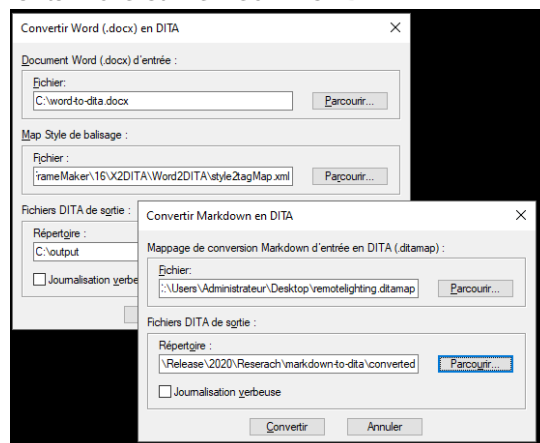 Convertir Word (.docx) en DITA
Document Word (.docx) d'entrée :
Fichier:
C:\word-to-dita.docx
Parcourir...
Map Style de balisage :
Fichier :
rameMaker\16\X2DITA\Word2DITA\style2tagMap.xml
Parcourir...
Fichiers DITA de sortie :
Répertoire :
C:\output
Journalisation verbe
Convertir Markdown en DITA
Mappage de conversion Markdown d'entrée en DITA (.ditamap) :
Fichier:
:\Users\Administrateur\Desktop\remotelighting.ditamap
Parcourir...
Fichiers DITA de sortie :
Répertoire :
\Release\2020\Reserach\markdown-to-dita\converted
Parcourir...
Journalisation verbeuse
Convertir
Annuler